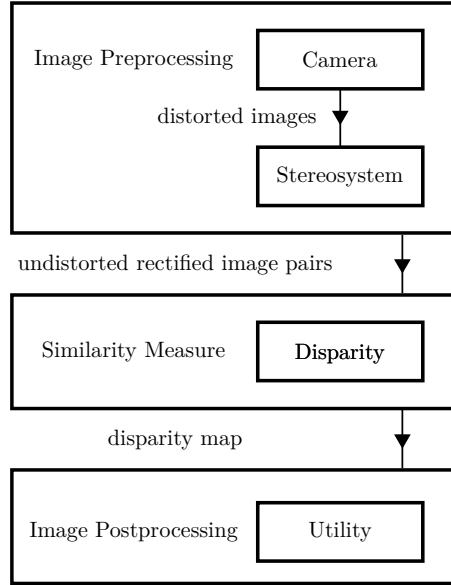 Image Preprocessing
Camera
distorted images
Stereosystem
undistorted rectified image pairs
Similarity Measure
Disparity
disparity map
Image Postprocessing
Utility